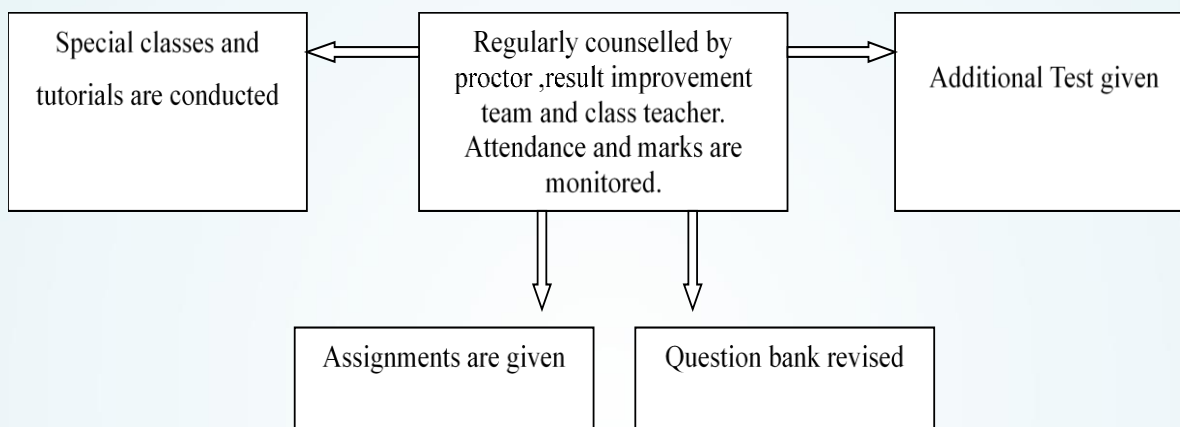 Special classes and
tutorials are conducted
Regularly counselled by
proctor ,result improvement
team and class teacher.
Attendance and marks are
monitored.
Additional Test given
Assignments are given
Question bank revised